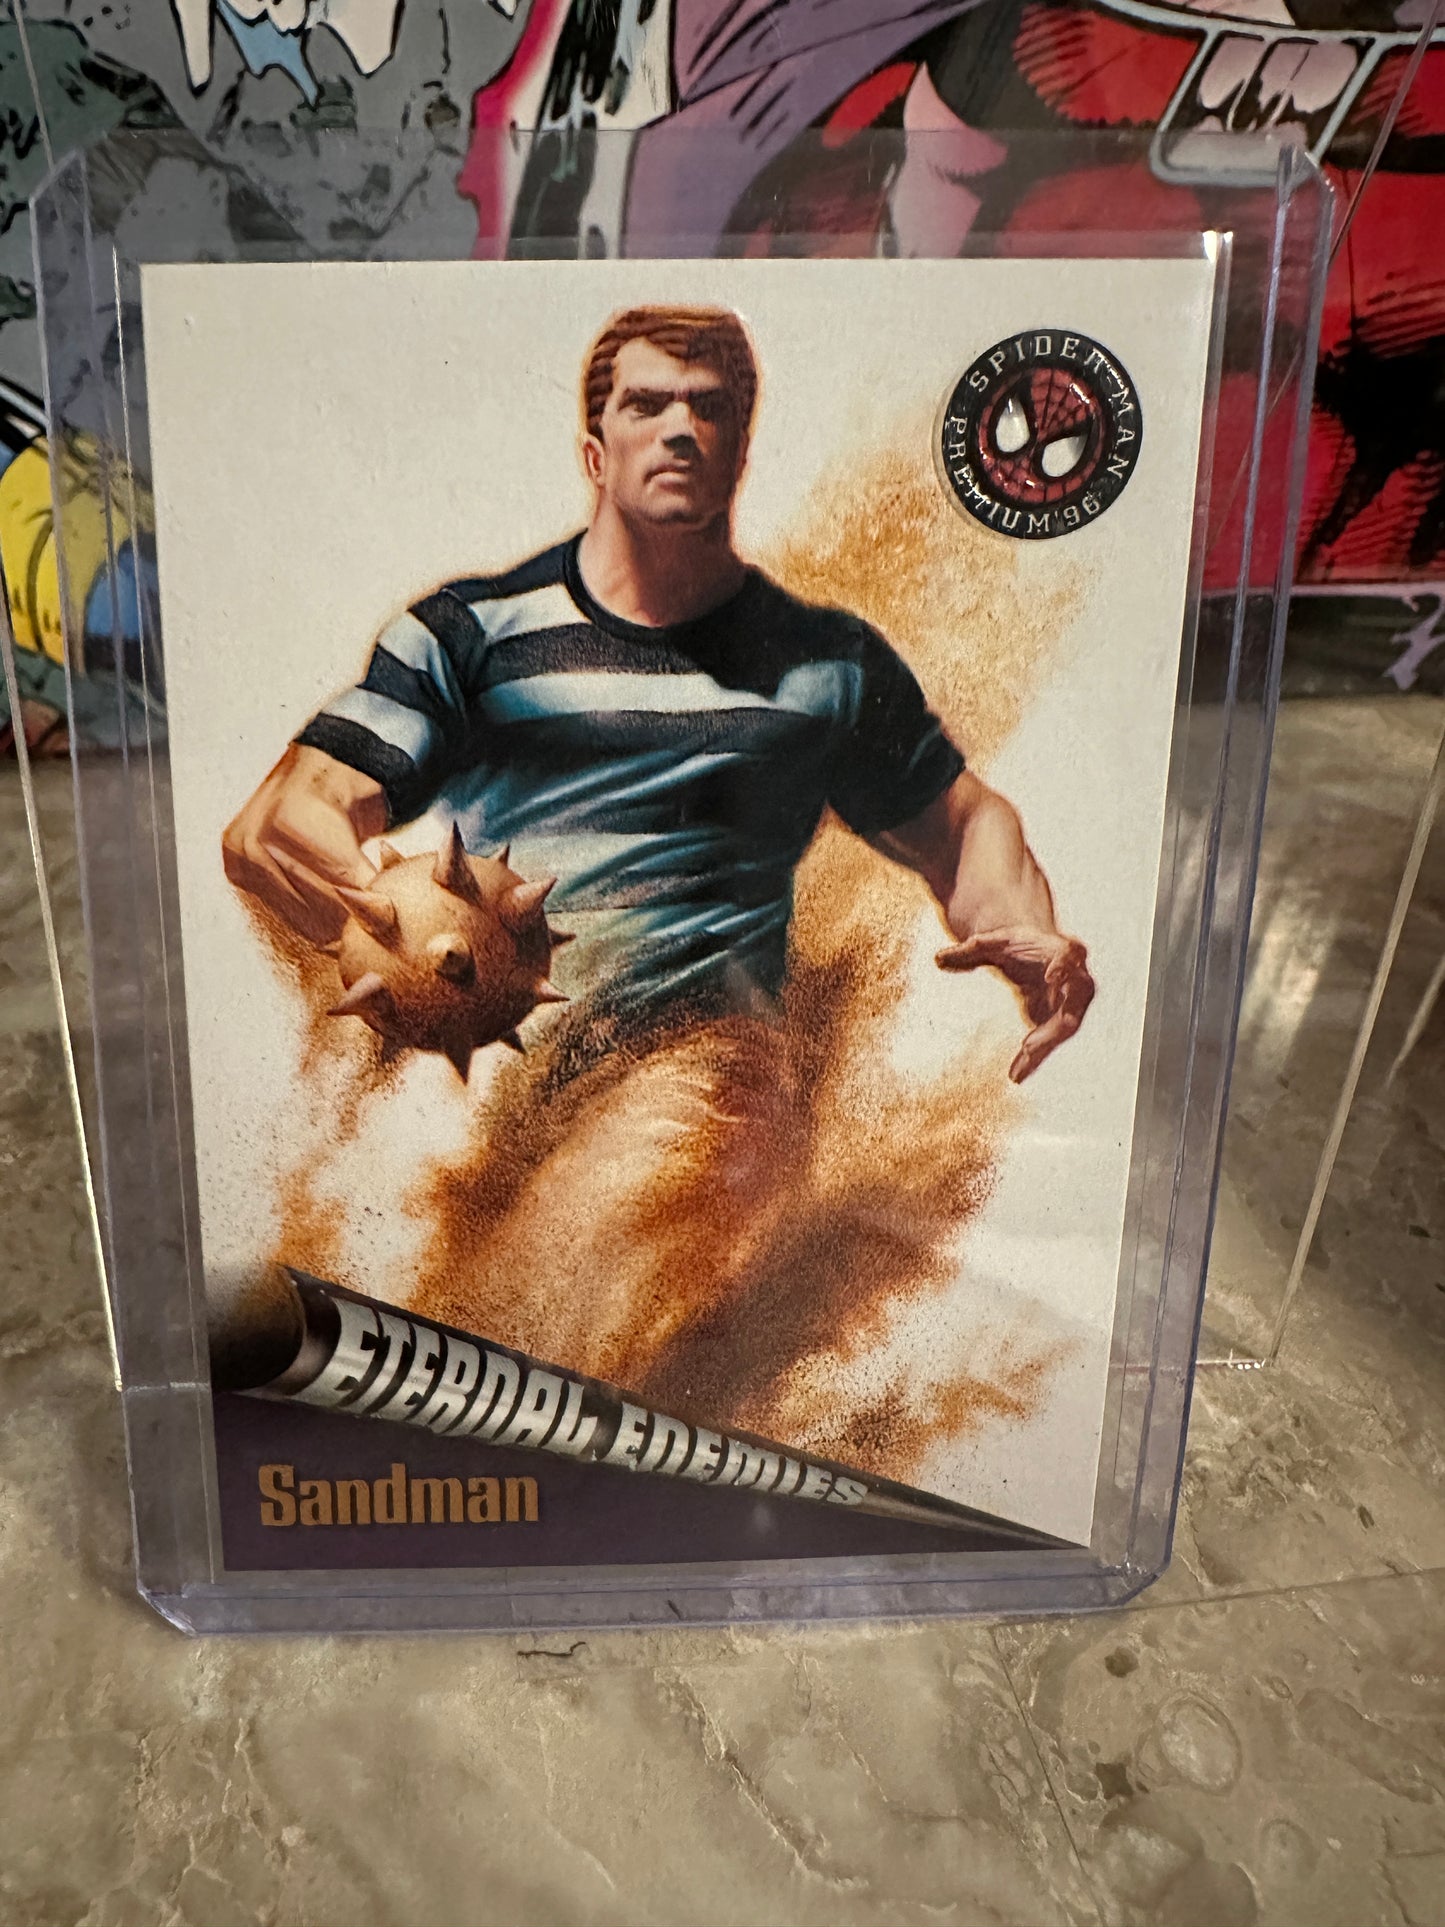 SPIDER-MAN
PREMIUM '96
ETERNAL ENEMIES
Sandman